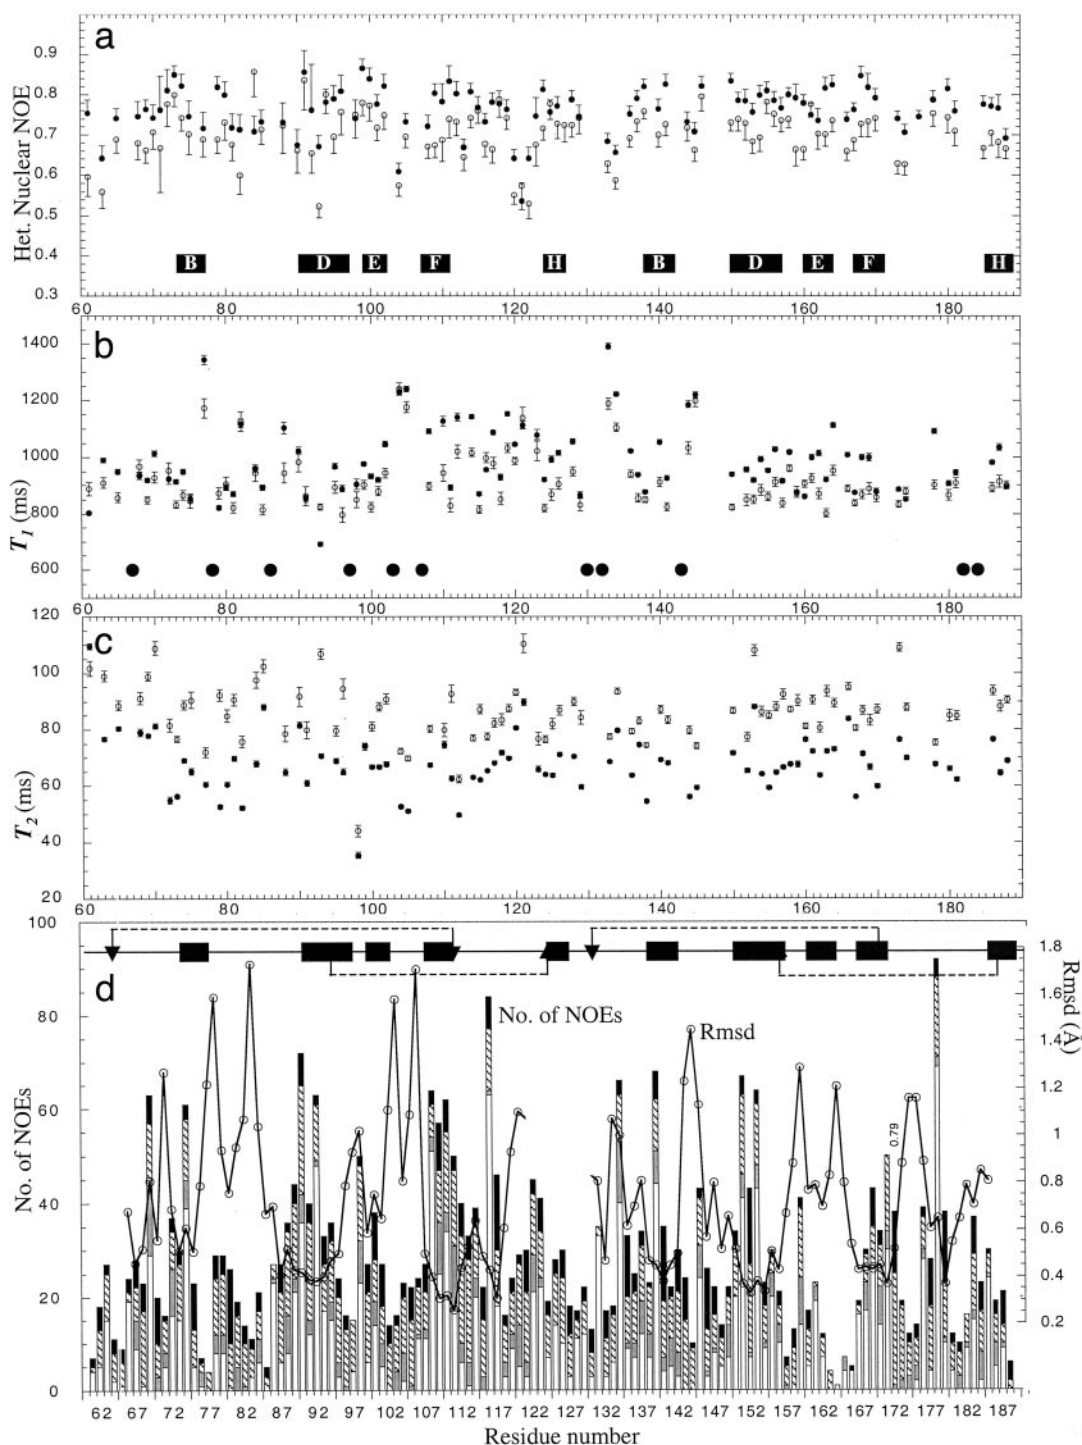 a
Het. Nuclear NOE
0.9
0.8
0.7
0.6
0.5
0.4
0.3
B D E F H B D E F H
60 80 100 120 140 160 180
b
T1 (ms)
1400
1200
1000
800
600
60 80 100 120 140 160 180
c
T2 (ms)
120
100
80
60
40
20
60 80 100 120 140 160 180
d
No. of NOEs
100
80
60
40
20
0
No. of NOEs
Rmsd
0.79
Rmsd (Å)
1.8
1.6
1.4
1.2
1
0.8
0.6
0.4
0.2
62 67 72 77 82 87 92 97 102 107 112 117 122 127 132 137 142 147 152 157 162 167 172 177 182 187
Residue number